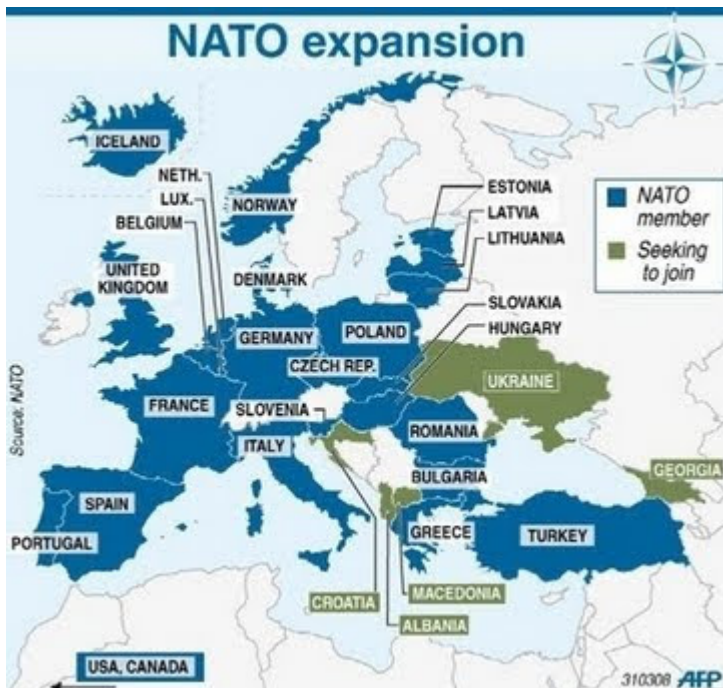 NATO expansion
ICELAND
NETH.
LUX.
BELGIUM
NORWAY
ESTONIA
LATVIA
LITHUANIA
NATO
member
Seeking
to join
UNITED
KINGDOM
DENMARK
GERMANY
POLAND
SLOVAKIA
HUNGARY
CZECH REP.
UKRAINE
FRANCE
SLOVENIA
ITALY
ROMANIA
Source: NATO
GEORGIA
SPAIN
BULGARIA
PORTUGAL
GREECE
TURKEY
CROATIA
MACEDONIA
ALBANIA
USA, CANADA
310308 AFP